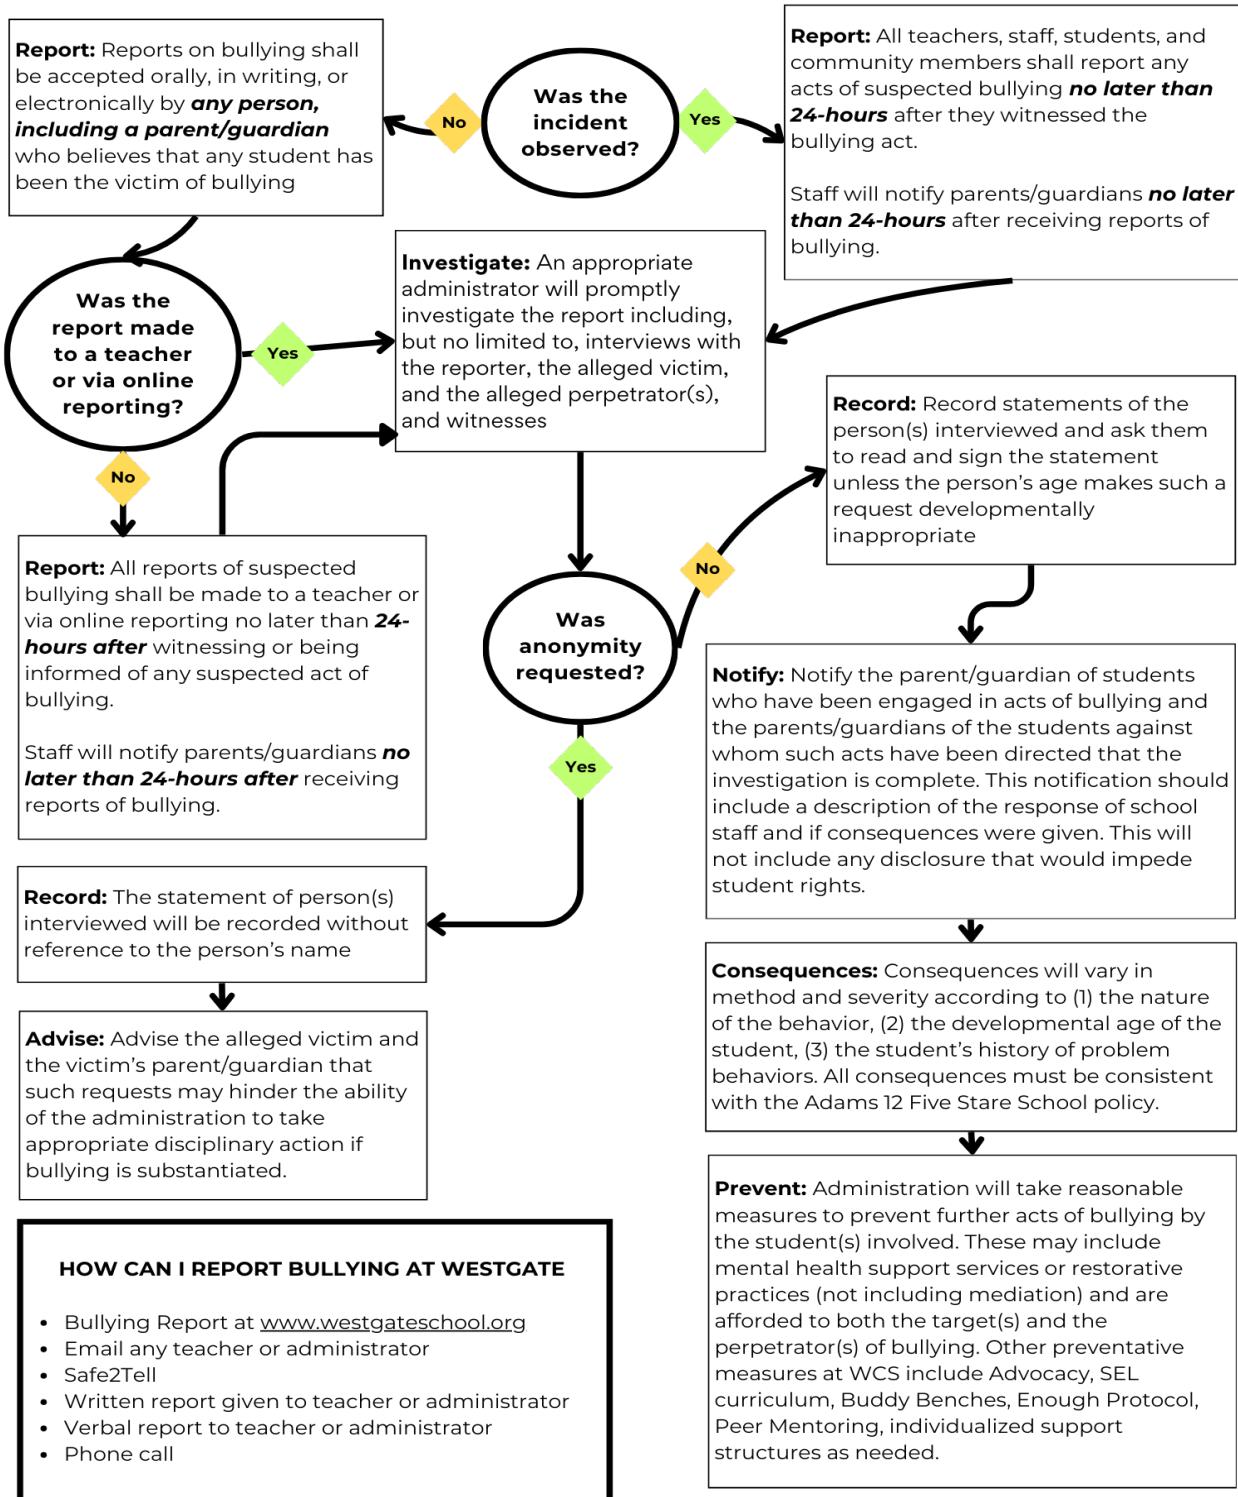 Report: Reports on bullying shall
be accepted orally, in writing, or
electronically by any person,
including a parent/guardian
who believes that any student has
been the victim of bullying
No
Was the
incident
observed?
Yes
Report: All teachers, staff, students, and
community members shall report any
acts of suspected bullying no later than
24-hours after they witnessed the
bullying act.
Staff will notify parents/guardians no later
than 24-hours after receiving reports of
bullying.
Was the
report made
to a teacher
or via online
reporting?
Yes
Investigate: An appropriate
administrator will promptly
investigate the report including,
but no limited to, interviews with
the reporter, the alleged victim,
and the alleged perpetrator(s),
and witnesses
No
Report: All reports of suspected
bullying shall be made to a teacher or
via online reporting no later than 24-
hours after witnessing or being
informed of any suspected act of
bullying.
Staff will notify parents/guardians no
later than 24-hours after receiving
reports of bullying.
Was
anonymity
requested?
No
Record: Record statements of the
person(s) interviewed and ask them
to read and sign the statement
unless the person's age makes such a
request developmentally
inappropriate
Yes
Notify: Notify the parent/guardian of students
who have been engaged in acts of bullying and
the parents/guardians of the students against
whom such acts have been directed that the
investigation is complete. This notification should
include a description of the response of school
staff and if consequences were given. This will
not include any disclosure that would impede
student rights.
Record: The statement of person(s)
interviewed will be recorded without
reference to the person's name
Advise: Advise the alleged victim and
the victim's parent/guardian that
such requests may hinder the ability
of the administration to take
appropriate disciplinary action if
bullying is substantiated.
Consequences: Consequences will vary in
method and severity according to (1) the nature
of the behavior, (2) the developmental age of the
student, (3) the student's history of problem
behaviors. All consequences must be consistent
with the Adams 12 Five Stare School policy.
Prevent: Administration will take reasonable
measures to prevent further acts of bullying by
the student(s) involved. These may include
mental health support services or restorative
practices (not including mediation) and are
afforded to both the target(s) and the
perpetrator(s) of bullying. Other preventative
measures at WCS include Advocacy, SEL
curriculum, Buddy Benches, Enough Protocol,
Peer Mentoring, individualized support
structures as needed.
HOW CAN I REPORT BULLYING AT WESTGATE
• Bullying Report at www.westgateschool.org
• Email any teacher or administrator
• Safe2Tell
• Written report given to teacher or administrator
• Verbal report to teacher or administrator
• Phone call